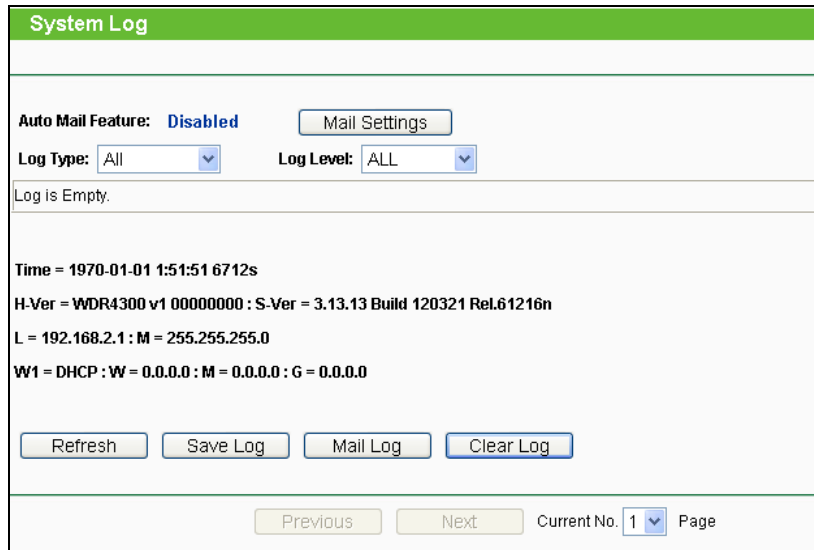 System Log
Auto Mail Feature: Disabled Mail Settings
Log Type: All Log Level: ALL
Log is Empty.
Time = 1970-01-01 1:51:51 6712s
H-Ver = WDR4300 v1 00000000 : S-Ver = 3.13.13 Build 120321 Rel.61216n
L = 192.168.2.1 : M = 255.255.255.0
W1 = DHCP : W = 0.0.0.0 : M = 0.0.0.0 : G = 0.0.0.0
Refresh Save Log Mail Log Clear Log
Previous Next Current No. 1 Page